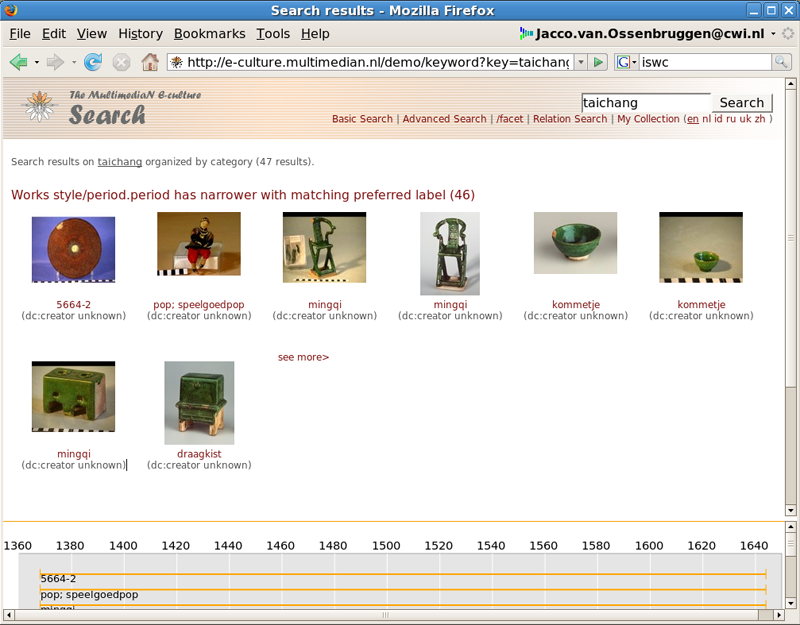 Search results - Mozilla Firefox
File Edit View History Bookmarks Tools Help Jacco.van.Ossenbruggen@cwi.nl
http://e-culture.multimedian.nl/demo/keyword?key=taichang G iswc
The MultimediaN E-culture
Search
taichang Search
Basic Search | Advanced Search | /facet | Relation Search | My Collection (en nl id ru uk zh )
Search results on taichang organized by category (47 results).
Works style/period.period has narrower with matching preferred label (46)
5664-2 pop; speelgoedpop mingqi mingqi kommetje kommetje
(dc:creator unknown) (dc:creator unknown) (dc:creator unknown) (dc:creator unknown) (dc:creator unknown) (dc:creator unknown)
see more>
mingqi draagkist
(dc:creator unknown) (dc:creator unknown)
1360 1380 1400 1420 1440 1460 1480 1500 1520 1540 1560 1580 1600 1620 1640
5664-2
pop; speelgoedpop
mingqi